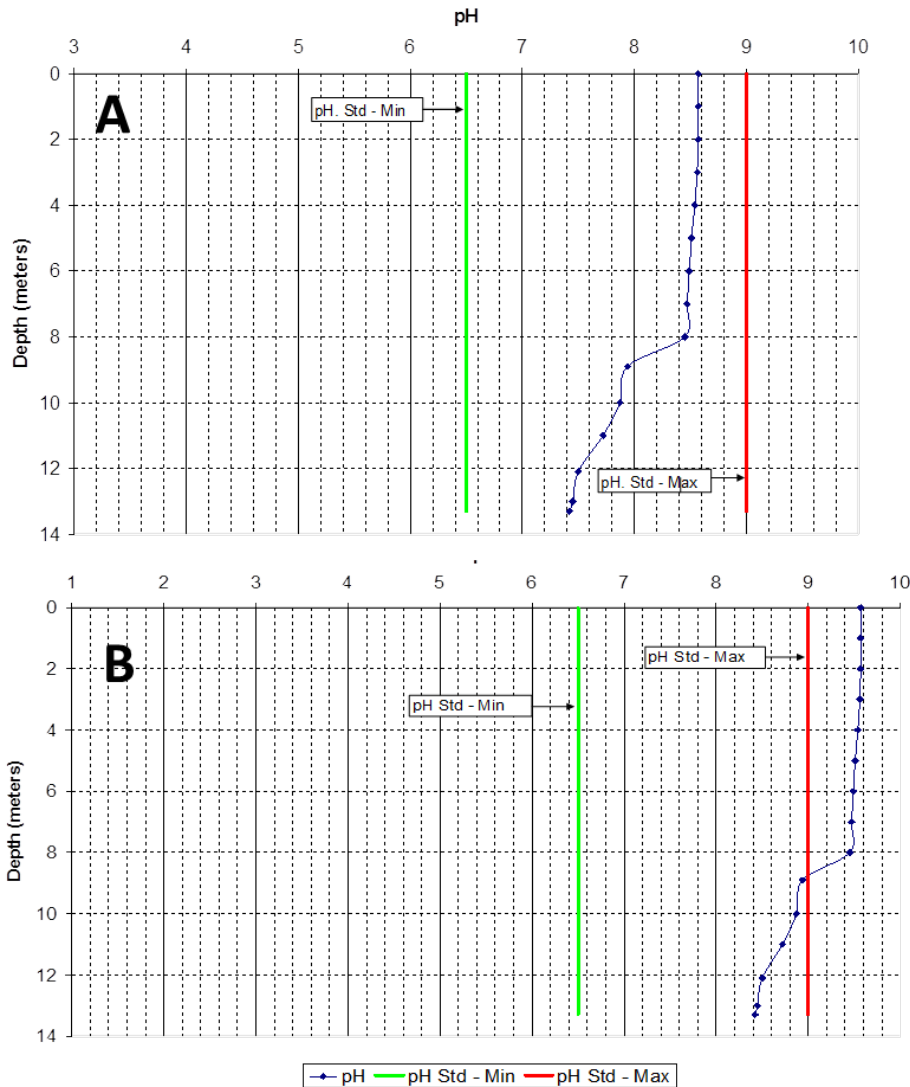 pH
3 4 5 6 7 8 9 10
0
A
pH. Std - Min
2
4
6
Depth (meters)
8
10
12
pH. Std - Max
14
1 2 3 4 5 6 7 8 9 10
0
B
pH Std - Max
2
pH Std - Min
4
6
Depth (meters)
8
10
12
14
pH pH Std - Min pH Std - Max